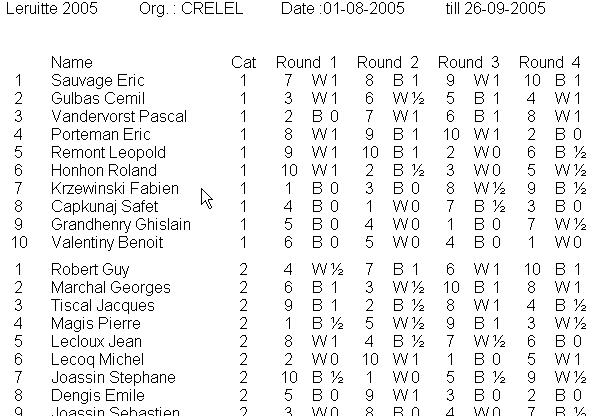 Leruitte 2005 Org. : CRELEL Date :01-08-2005 till 26-09-2005
Name Cat Round 1 Round 2 Round 3 Round 4
1 Sauvage Eric 1 7 W 1 8 B 1 9 W 1 10 B 1
2 Gulbas Cemil 1 3 W 1 6 W ½ 5 B 1 4 W 1
3 Vandervorst Pascal 1 2 B 0 7 W 1 6 B 1 8 W 1
4 Porteman Eric 1 8 W 1 9 B 1 10 W 1 2 B 0
5 Remont Leopold 1 9 W 1 10 B 1 2 W 0 6 B ½
6 Honhon Roland 1 10 W 1 2 B ½ 3 W 0 5 W ½
7 Krzewinski Fabien 1 1 B 0 3 B 0 8 W ½ 9 B ½
8 Capkunaj Safet 1 4 B 0 1 W 0 7 B ½ 3 B 0
9 Grandhenry Ghislain 1 5 B 0 4 W 0 1 B 0 7 W ½
10 Valentiny Benoit 1 6 B 0 5 W 0 4 B 0 1 W 0
1 Robert Guy 2 4 W ½ 7 B 1 6 W 1 10 B 1
2 Marchal Georges 2 6 B 1 3 W ½ 10 B 1 8 W 1
3 Tiscal Jacques 2 9 B 1 2 B ½ 8 W 1 4 B ½
4 Magis Pierre 2 1 B ½ 5 W ½ 9 B 1 3 W ½
5 Lecloux Jean 2 8 W 1 4 B ½ 7 W ½ 6 B 0
6 Lecoq Michel 2 2 W 0 10 W 1 1 B 0 5 W 1
7 Joassin Stephane 2 10 B ½ 1 W 0 5 B ½ 9 W ½
8 Dengis Emile 2 5 B 0 9 W 1 3 B 0 2 B 0
9 Joassin Sebastien 2 3 W 0 8 B 0 4 W 0 7 B ½